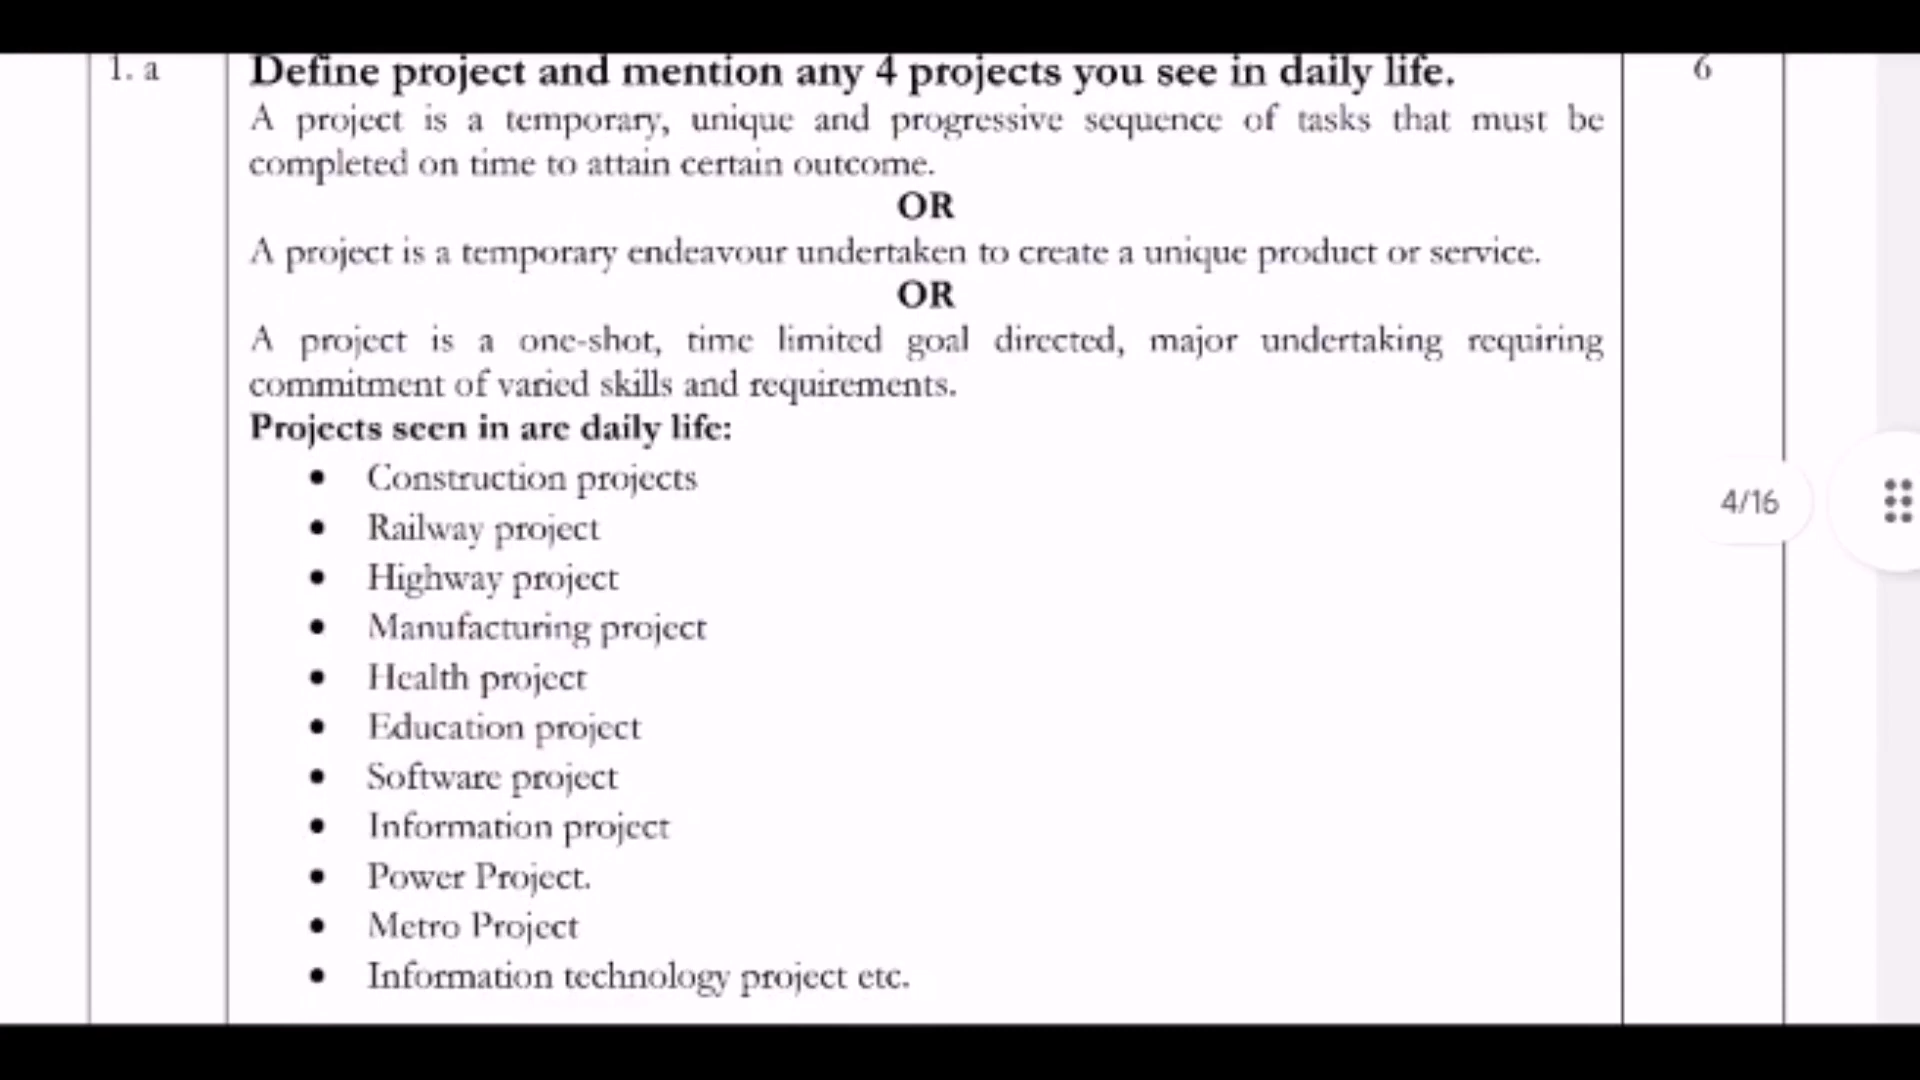 1. a
Define project and mention any 4 projects you see in daily life.
6
A project is a temporary, unique and progressive sequence of tasks that must be
completed on time to attain certain outcome.
OR
A project is a temporary endeavour undertaken to create a unique product or service.
OR
A project is a one-shot, time limited goal directed, major undertaking requiring
commitment of varied skills and requirements.
Projects seen in are daily life:
• Construction projects
• Railway project
• Highway project
• Manufacturing project
• Health project
• Education project
• Software project
• Information project
• Power Project.
• Metro Project
• Information technology project etc.
4/16